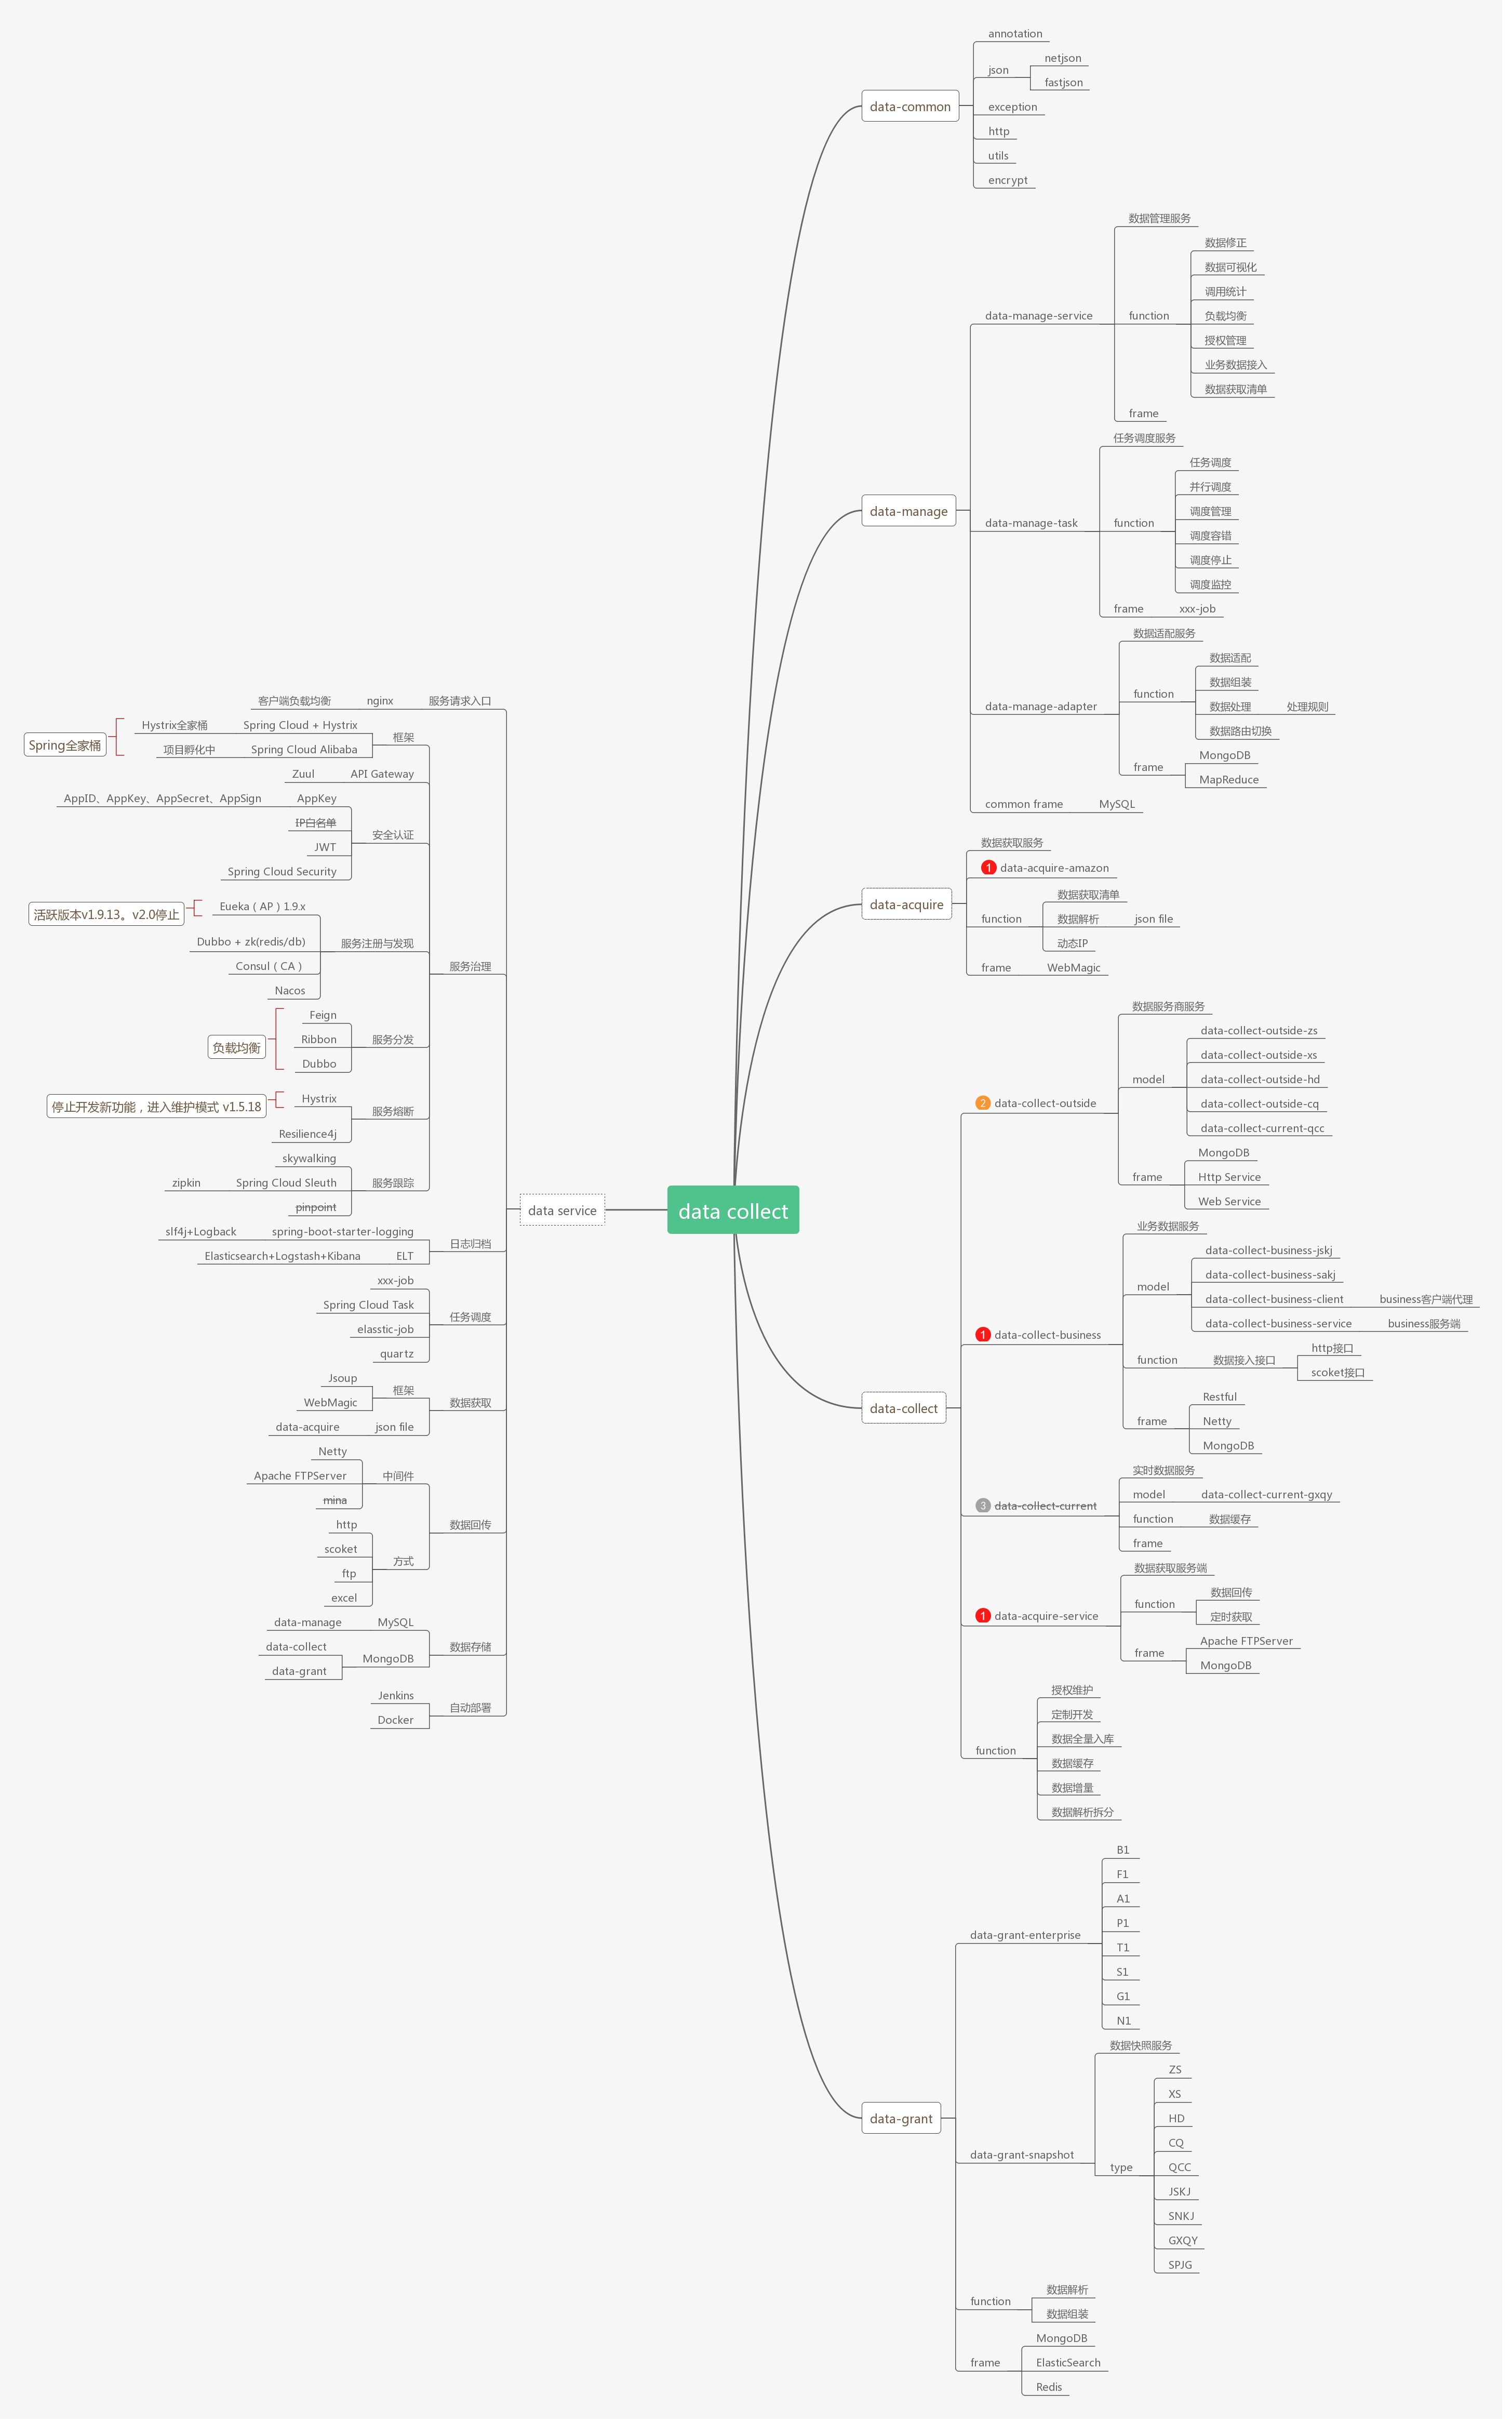 data collect
data-common
annotation
json
netjson
fastjson
exception
http
utils
encrypt
data-manage
data-manage-service
数据管理服务
function
数据修正
数据可视化
调用统计
负载均衡
授权管理
业务数据接入
数据获取清单
frame
data-manage-task
任务调度服务
function
任务调度
并行调度
调度管理
调度容错
调度停止
调度监控
frame
xxx-job
data-manage-adapter
数据适配服务
function
数据适配
数据组装
数据处理
处理规则
数据路由切换
frame
MongoDB
MapReduce
common frame
MySQL
data-acquire
数据获取服务
1 data-acquire-amazon
function
数据获取清单
数据解析
json file
动态IP
frame
WebMagic
data-collect
2 data-collect-outside
数据服务商服务
model
data-collect-outside-zs
data-collect-outside-xs
data-collect-outside-hd
data-collect-outside-cq
data-collect-current-qcc
frame
MongoDB
Http Service
Web Service
1 data-collect-business
业务数据服务
model
data-collect-business-jskj
data-collect-business-sakj
data-collect-business-client
business客户端代理
data-collect-business-service
business服务端
function
数据接入接口
http接口
scoket接口
frame
Restful
Netty
MongoDB
3 data-collect-current
实时数据服务
model
data-collect-current-gxqy
function
数据缓存
frame
1 data-acquire-service
数据获取服务端
function
数据回传
定时获取
frame
Apache FTPServer
MongoDB
function
授权维护
定制开发
数据全量入库
数据缓存
数据增量
数据解析拆分
data-grant
data-grant-enterprise
B1
F1
A1
P1
T1
S1
G1
N1
data-grant-snapshot
数据快照服务
type
ZS
XS
HD
CQ
QCC
JSKJ
SNKJ
GXQY
SPJG
function
数据解析
数据组装
frame
MongoDB
ElasticSearch
Redis
data service
服务请求入口
nginx
客户端负载均衡
服务治理
框架
Spring Cloud + Hystrix
Hystrix全家桶
Spring Cloud Alibaba
项目孵化中
Spring全家桶
API Gateway
Zuul
安全认证
AppKey
AppID、AppKey、AppSecret、AppSign
IP白名单
JWT
Spring Cloud Security
服务注册与发现
Eueka ( AP ) 1.9.x
活跃版本v1.9.13。v2.0停止
Dubbo + zk(redis/db)
Consul ( CA )
Nacos
服务分发
Feign
Ribbon
Dubbo
负载均衡
服务熔断
Hystrix
停止开发新功能，进入维护模式 v1.5.18
Resilience4j
服务跟踪
skywalking
Spring Cloud Sleuth
zipkin
pinpoint
日志归档
spring-boot-starter-logging
slf4j+Logback
ELT
Elasticsearch+Logstash+Kibana
任务调度
xxx-job
Spring Cloud Task
elasstic-job
quartz
数据获取
框架
Jsoup
WebMagic
json file
data-acquire
数据回传
中间件
Netty
Apache FTPServer
mina
方式
http
scoket
ftp
excel
数据存储
MySQL
data-manage
MongoDB
data-collect
data-grant
自动部署
Jenkins
Docker